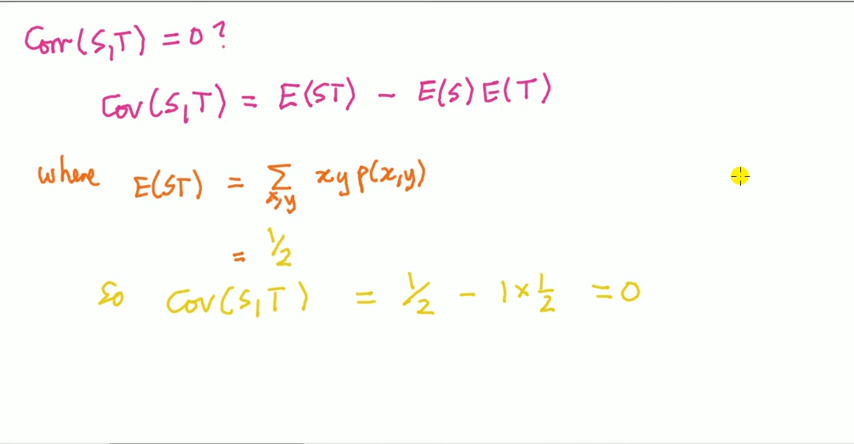 Corr(S,T) = 0?
Cov(S,T) = E(ST) - E(S)E(T)
where E(ST) = Σ x,y xy p(x,y)
= 1/2
So Cov(S,T) = 1/2 - 1 × 1/2 = 0